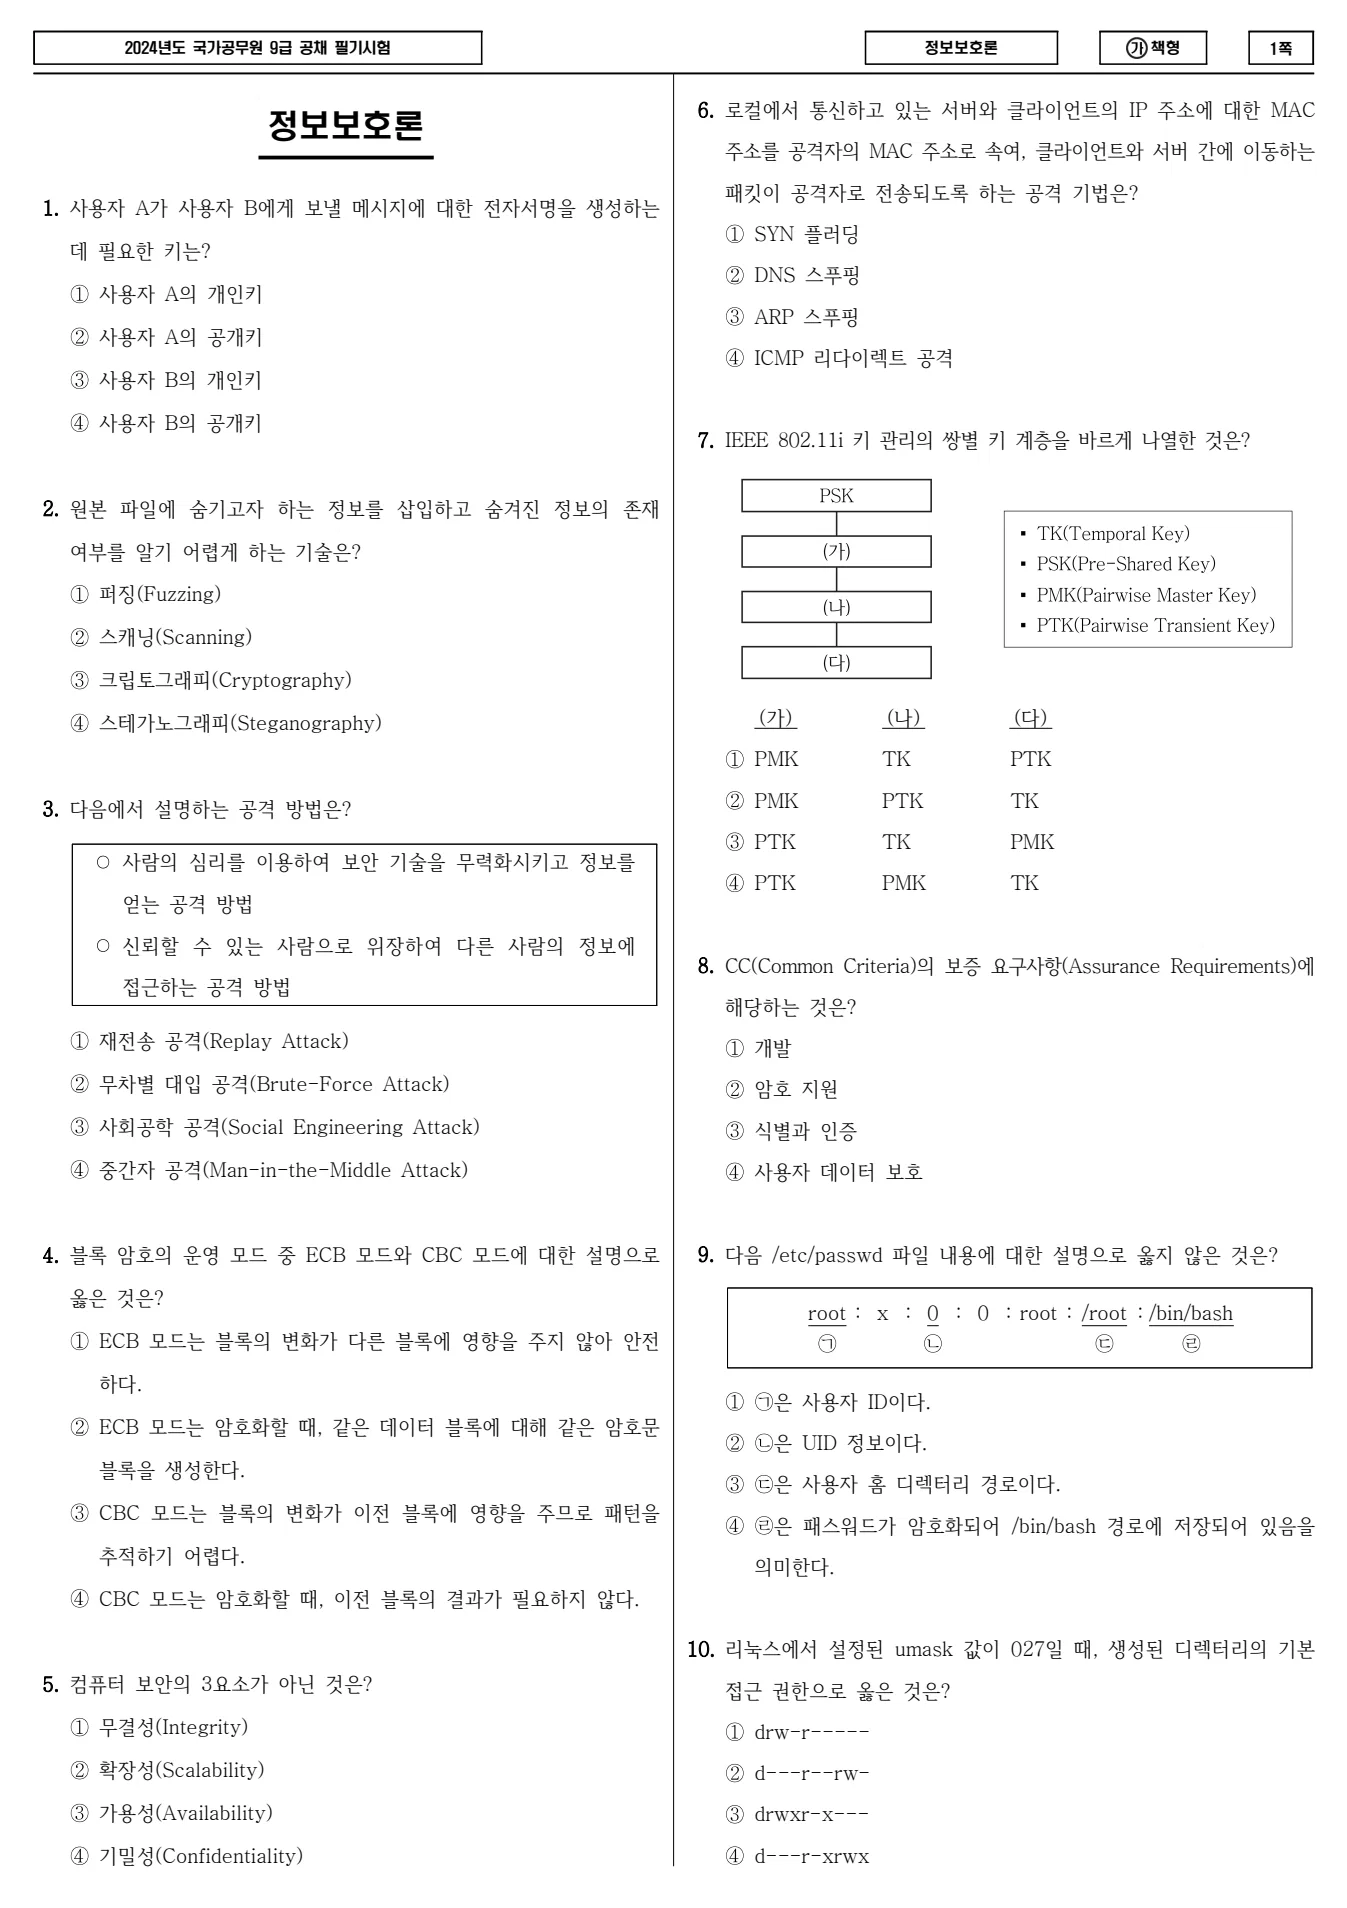 2024년도 국가공무원 9급 공채 필기시험
정보보호론
㉮책형
1쪽
정보보호론
1. 사용자 A가 사용자 B에게 보낼 메시지에 대한 전자서명을 생성하는
데 필요한 키는?
① 사용자 A의 개인키
② 사용자 A의 공개키
③ 사용자 B의 개인키
④ 사용자 B의 공개키
2. 원본 파일에 숨기고자 하는 정보를 삽입하고 숨겨진 정보의 존재
여부를 알기 어렵게 하는 기술은?
① 퍼징(Fuzzing)
② 스캐닝(Scanning)
③ 크립토그래피(Cryptography)
④ 스테가노그래피(Steganography)
3. 다음에서 설명하는 공격 방법은?
○ 사람의 심리를 이용하여 보안 기술을 무력화시키고 정보를
얻는 공격 방법
○ 신뢰할 수 있는 사람으로 위장하여 다른 사람의 정보에
접근하는 공격 방법
① 재전송 공격(Replay Attack)
② 무차별 대입 공격(Brute-Force Attack)
③ 사회공학 공격(Social Engineering Attack)
④ 중간자 공격(Man-in-the-Middle Attack)
4. 블록 암호의 운영 모드 중 ECB 모드와 CBC 모드에 대한 설명으로
옳은 것은?
① ECB 모드는 블록의 변화가 다른 블록에 영향을 주지 않아 안전
하다.
② ECB 모드는 암호화할 때, 같은 데이터 블록에 대해 같은 암호문
블록을 생성한다.
③ CBC 모드는 블록의 변화가 이전 블록에 영향을 주므로 패턴을
추적하기 어렵다.
④ CBC 모드는 암호화할 때, 이전 블록의 결과가 필요하지 않다.
5. 컴퓨터 보안의 3요소가 아닌 것은?
① 무결성(Integrity)
② 확장성(Scalability)
③ 가용성(Availability)
④ 기밀성(Confidentiality)
6. 로컬에서 통신하고 있는 서버와 클라이언트의 IP 주소에 대한 MAC
주소를 공격자의 MAC 주소로 속여, 클라이언트와 서버 간에 이동하는
패킷이 공격자로 전송되도록 하는 공격 기법은?
① SYN 플러딩
② DNS 스푸핑
③ ARP 스푸핑
④ ICMP 리다이렉트 공격
7. IEEE 802.11i 키 관리의 쌍별 키 계층을 바르게 나열한 것은?
PSK
(가)
(나)
(다)
▪ TK(Temporal Key)
▪ PSK(Pre-Shared Key)
▪ PMK(Pairwise Master Key)
▪ PTK(Pairwise Transient Key)
(가) (나) (다)
① PMK TK PTK
② PMK PTK TK
③ PTK TK PMK
④ PTK PMK TK
8. CC(Common Criteria)의 보증 요구사항(Assurance Requirements)에
해당하는 것은?
① 개발
② 암호 지원
③ 식별과 인증
④ 사용자 데이터 보호
9. 다음 /etc/passwd 파일 내용에 대한 설명으로 옳지 않은 것은?
root : x : 0 : 0 : root : /root : /bin/bash
㉠ ㉡ ㉢ ㉣
① ㉠은 사용자 ID이다.
② ㉡은 UID 정보이다.
③ ㉢은 사용자 홈 디렉터리 경로이다.
④ ㉣은 패스워드가 암호화되어 /bin/bash 경로에 저장되어 있음을
의미한다.
10. 리눅스에서 설정된 umask 값이 027일 때, 생성된 디렉터리의 기본
접근 권한으로 옳은 것은?
① drw-r-----
② d---r--rw-
③ drwxr-x---
④ d---r-xrwx